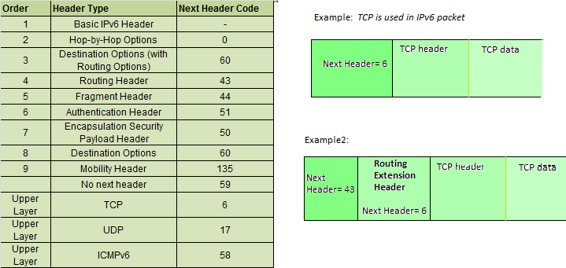 Order Header Type Next Header Code
1 Basic IPv6 Header -
2 Hop-by-Hop Options 0
3 Destination Options (with Routing Options) 60
4 Routing Header 43
5 Fragment Header 44
6 Authentication Header 51
7 Encapsulation Security Payload Header 50
8 Destination Options 60
9 Mobility Header 135
No next header 59
Upper Layer TCP 6
Upper Layer UDP 17
Upper Layer ICMPv6 58
Example: TCP is used in IPv6 packet
Next Header= 6 TCP header TCP data
Example2:
Next Header= 43
Routing Extension Header
Next Header= 6
TCP header
TCP data